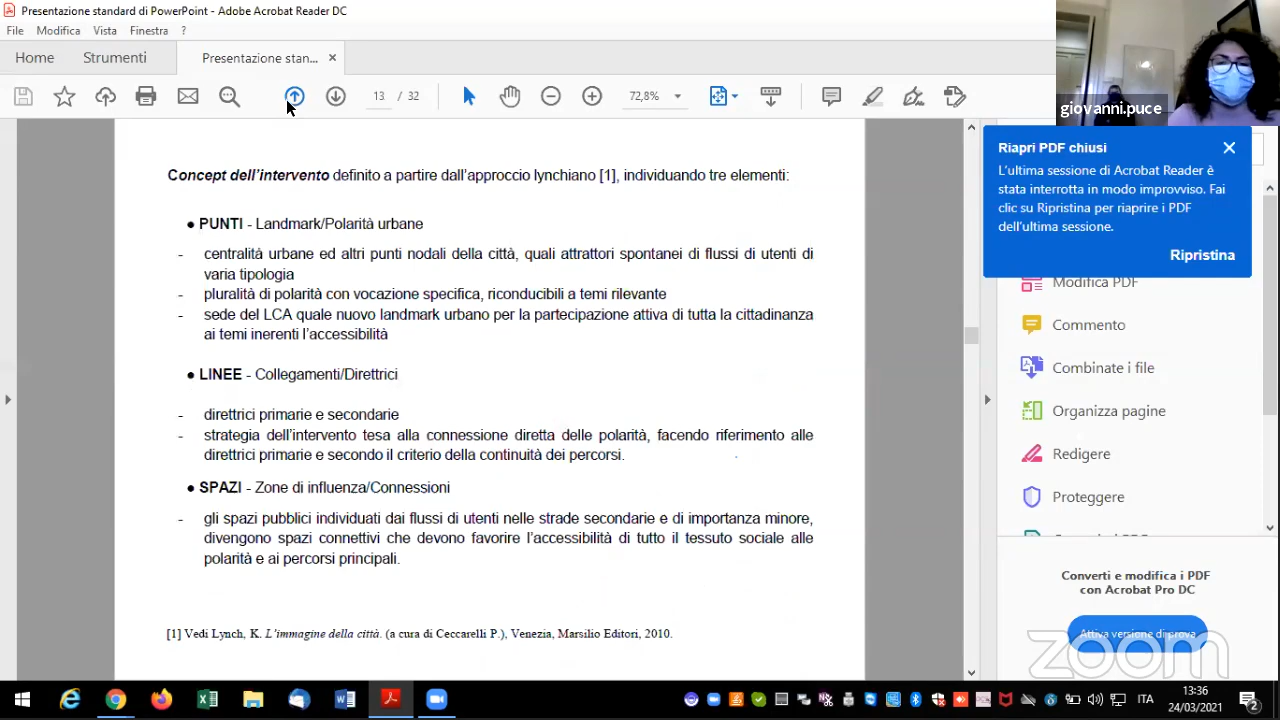 Presentazione standard di PowerPoint - Adobe Acrobat Reader DC
File Modifica Vista Finestra ?
Home Strumenti Presentazione stan... ×
13 / 32 72,8%
giovanni.puce
Concept dell'intervento definito a partire dall'approccio lynchiano [1], individuando tre elementi:
● PUNTI - Landmark/Polarità urbane
- centralità urbane ed altri punti nodali della città, quali attrattori spontanei di flussi di utenti di
varia tipologia
- pluralità di polarità con vocazione specifica, riconducibili a temi rilevante
- sede del LCA quale nuovo landmark urbano per la partecipazione attiva di tutta la cittadinanza
ai temi inerenti l'accessibilità
● LINEE - Collegamenti/Direttrici
- direttrici primarie e secondarie
- strategia dell'intervento tesa alla connessione diretta delle polarità, facendo riferimento alle
direttrici primarie e secondo il criterio della continuità dei percorsi.
● SPAZI - Zone di influenza/Connessioni
- gli spazi pubblici individuati dai flussi di utenti nelle strade secondarie e di importanza minore,
divengono spazi connettivi che devono favorire l'accessibilità di tutto il tessuto sociale alle
polarità e ai percorsi principali.
[1] Vedi Lynch, K. L'immagine della città. (a cura di Ceccarelli P.), Venezia, Marsilio Editori, 2010.
Riapri PDF chiusi
L'ultima sessione di Acrobat Reader è
stata interrotta in modo improvviso. Fai
clic su Ripristina per riaprire i PDF
dell'ultima sessione.
Ripristina
Modifica PDF
Commento
Combinate i file
Organizza pagine
Redigere
Proteggere
Converti e modifica i PDF
con Acrobat Pro DC
Attiva versione di prova
zoom
ITA
13:36
24/03/2021
2